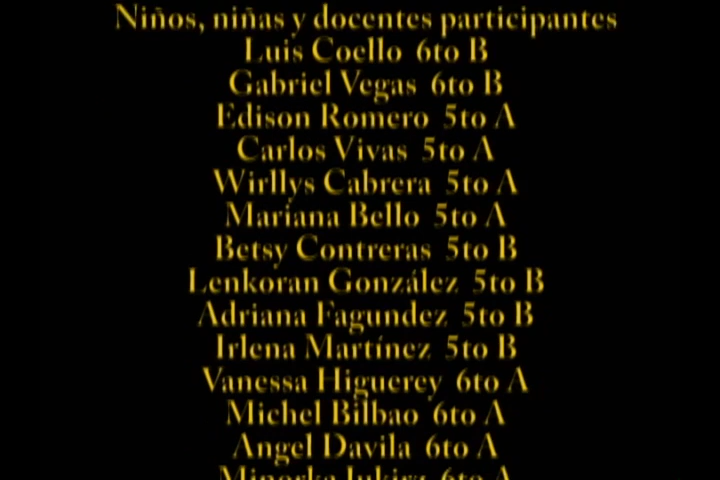 Niños, niñas y docentes participantes
Luis Coello 6to B
Gabriel Vegas 6to B
Edison Romero 5to A
Carlos Vivas 5to A
Wirllys Cabrera 5to A
Mariana Bello 5to A
Betsy Contreras 5to B
Lenkoran González 5to B
Adriana Fagundez 5to B
Irlena Martínez 5to B
Vanessa Higuerey 6to A
Michel Bilbao 6to A
Angel Davila 6to A
6to A